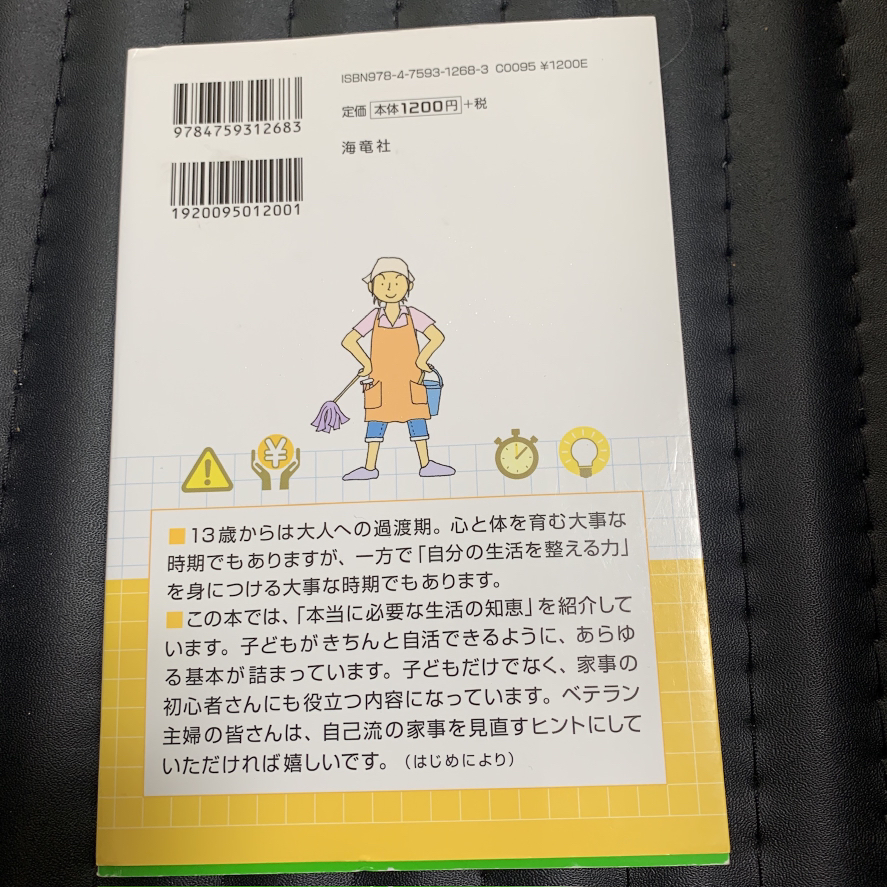 9784759312683
1920095012001
ISBN978-4-7593-1268-3 C0095 ¥1200E
定価 本体1200円 +税
海竜社
¥
■13歳からは大人への過渡期。心と体を育む大事な
時期でもありますが、一方で「自分の生活を整える力」
を身につける大事な時期でもあります。
■この本では、「本当に必要な生活の知恵」を紹介して
います。子どもがきちんと自活できるように、あらゆ
る基本が詰まっています。子どもだけでなく、家事の
初心者さんにも役立つ内容になっています。ベテラン
主婦の皆さんは、自己流の家事を見直すヒントにして
いただければ嬉しいです。（はじめにより）